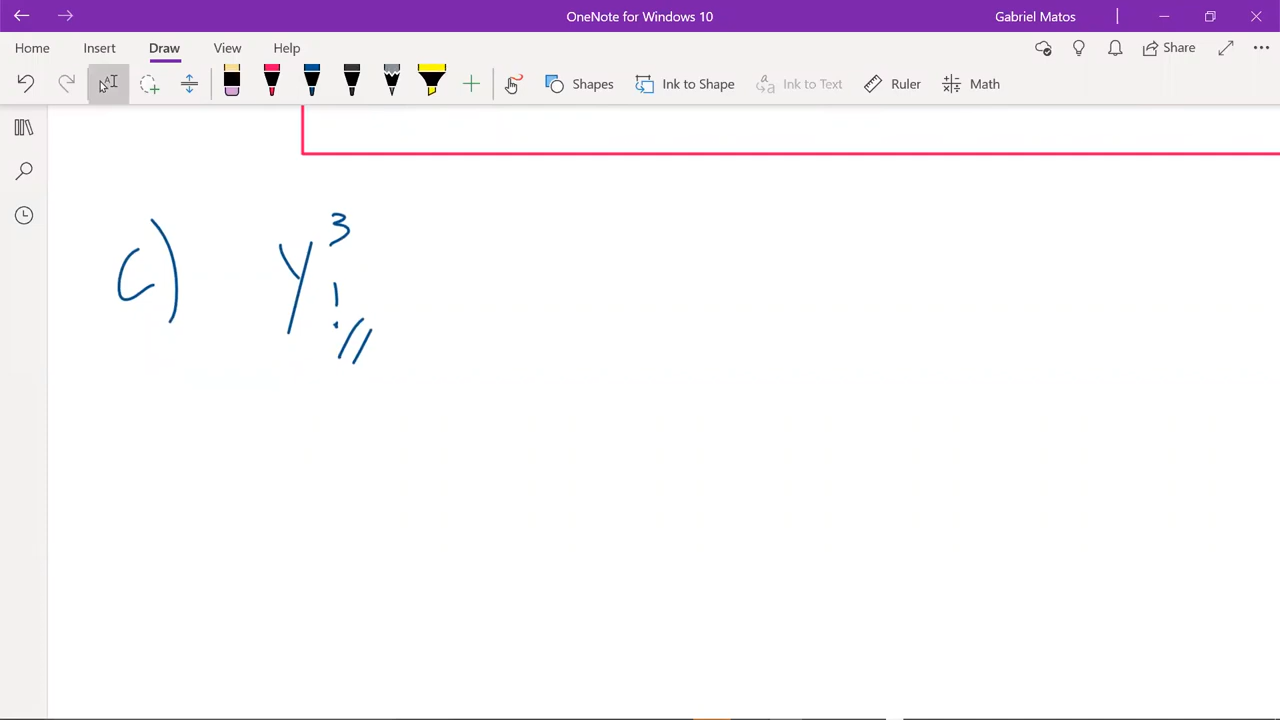 OneNote for Windows 10
Gabriel Matos
Home Insert Draw View Help
Share
Shapes Ink to Shape Ink to Text Ruler Math
c) y³
!//